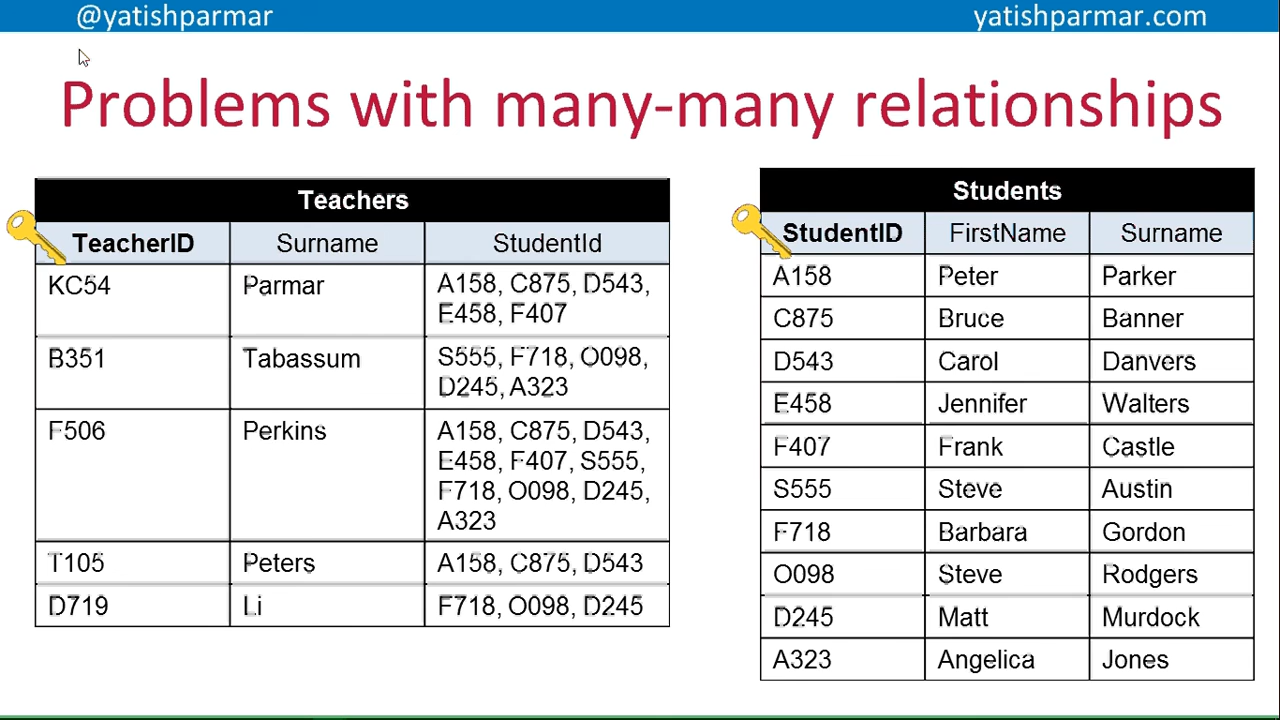 @yatishparmar yatishparmar.com
Problems with many-many relationships
Teachers
TeacherID Surname StudentId
KC54 Parmar A158, C875, D543,
E458, F407
B351 Tabassum S555, F718, O098,
D245, A323
F506 Perkins A158, C875, D543,
E458, F407, S555,
F718, O098, D245,
A323
T105 Peters A158, C875, D543
D719 Li F718, O098, D245
Students
StudentID FirstName Surname
A158 Peter Parker
C875 Bruce Banner
D543 Carol Danvers
E458 Jennifer Walters
F407 Frank Castle
S555 Steve Austin
F718 Barbara Gordon
O098 Steve Rodgers
D245 Matt Murdock
A323 Angelica Jones